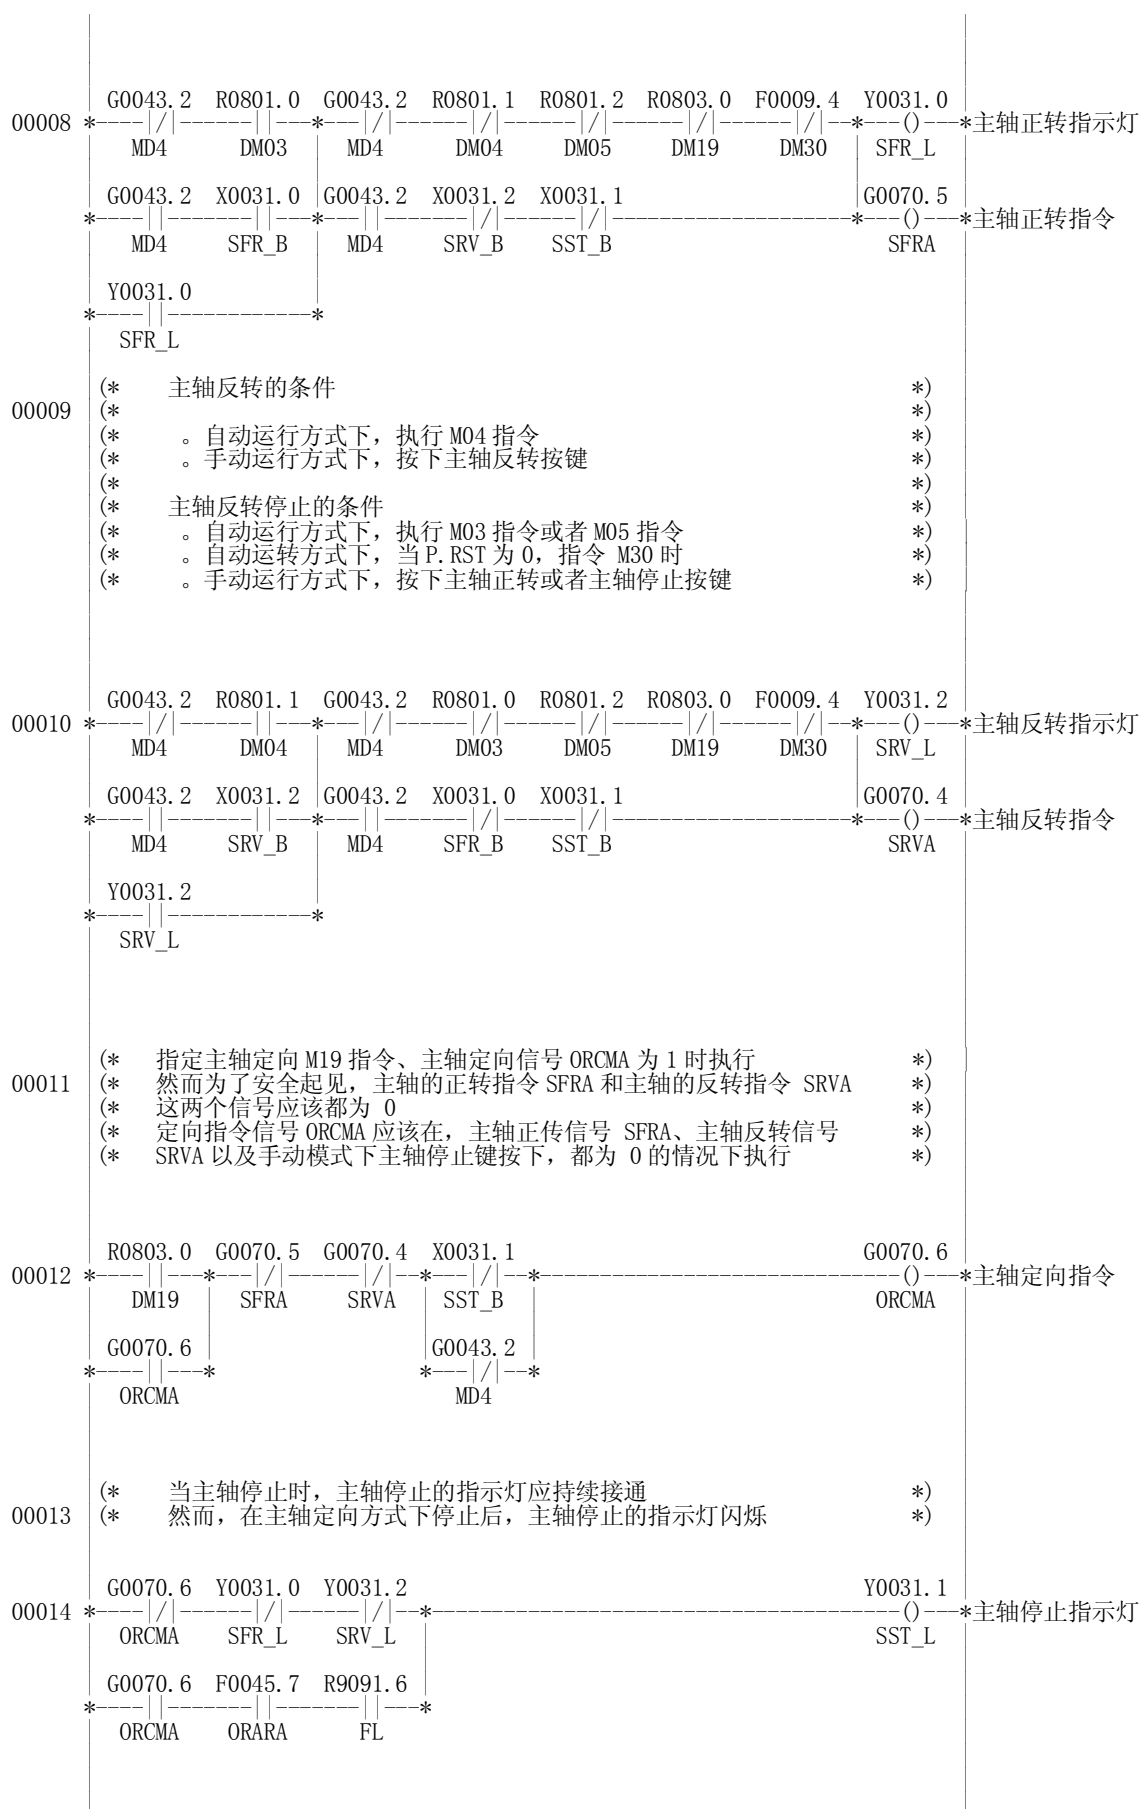 G0043.2 R0801.0 G0043.2 R0801.1 R0801.2 R0803.0 F0009.4 Y0031.0
00008 *----|/|------||---*---|/|------|/|------|/|------|/|------|/|--*---()---*主轴正转指示灯
MD4 DM03 MD4 DM04 DM05 DM19 DM30 SFR_L
G0043.2 X0031.0 G0043.2 X0031.2 X0031.1 G0070.5
*----||-------||---*---||-------|/|------|/|--------------------*---()---*主轴正转指令
MD4 SFR_B MD4 SRV_B SST_B SFRA
Y0031.0
*----||------------*
SFR_L
(* 主轴反转的条件 *)
00009 (* *)
(* 。自动运行方式下，执行 M04 指令 *)
(* 。手动运行方式下，按下主轴反转按键 *)
(* *)
(* 主轴反转停止的条件 *)
(* 。自动运行方式下，执行 M03 指令或者 M05 指令 *)
(* 。自动运转方式下，当 P.RST 为 0，指令 M30 时 *)
(* 。手动运行方式下，按下主轴正转或者主轴停止按键 *)
G0043.2 R0801.1 G0043.2 R0801.0 R0801.2 R0803.0 F0009.4 Y0031.2
00010 *----|/|------||---*---|/|------|/|------|/|------|/|------|/|--*---()---*主轴反转指示灯
MD4 DM04 MD4 DM03 DM05 DM19 DM30 SRV_L
G0043.2 X0031.2 G0043.2 X0031.0 X0031.1 G0070.4
*----||-------||---*---||-------|/|------|/|--------------------*---()---*主轴反转指令
MD4 SRV_B MD4 SFR_B SST_B SRVA
Y0031.2
*----||------------*
SRV_L
(* 指定主轴定向 M19 指令、主轴定向信号 ORCMA 为 1 时执行 *)
00011 (* 然而为了安全起见，主轴的正转指令 SFRA 和主轴的反转指令 SRVA *)
(* 这两个信号应该都为 0 *)
(* 定向指令信号 ORCMA 应该在，主轴正传信号 SFRA、主轴反转信号 *)
(* SRVA 以及手动模式下主轴停止键按下，都为 0 的情况下执行 *)
R0803.0 G0070.5 G0070.4 X0031.1 G0070.6
00012 *----||---*---|/|------|/|--*---|/|--*------------------------------()---*主轴定向指令
DM19 SFRA SRVA SST_B ORCMA
G0070.6 G0043.2
*----||---* *---|/|--*
ORCMA MD4
(* 当主轴停止时，主轴停止的指示灯应持续接通 *)
00013 (* 然而，在主轴定向方式下停止后，主轴停止的指示灯闪烁 *)
G0070.6 Y0031.0 Y0031.2 Y0031.1
00014 *----|/|------|/|------|/|--*---------------------------------------()---*主轴停止指示灯
ORCMA SFR_L SRV_L SST_L
G0070.6 F0045.7 R9091.6
*----||-------||-------||---*
ORCMA ORARA FL